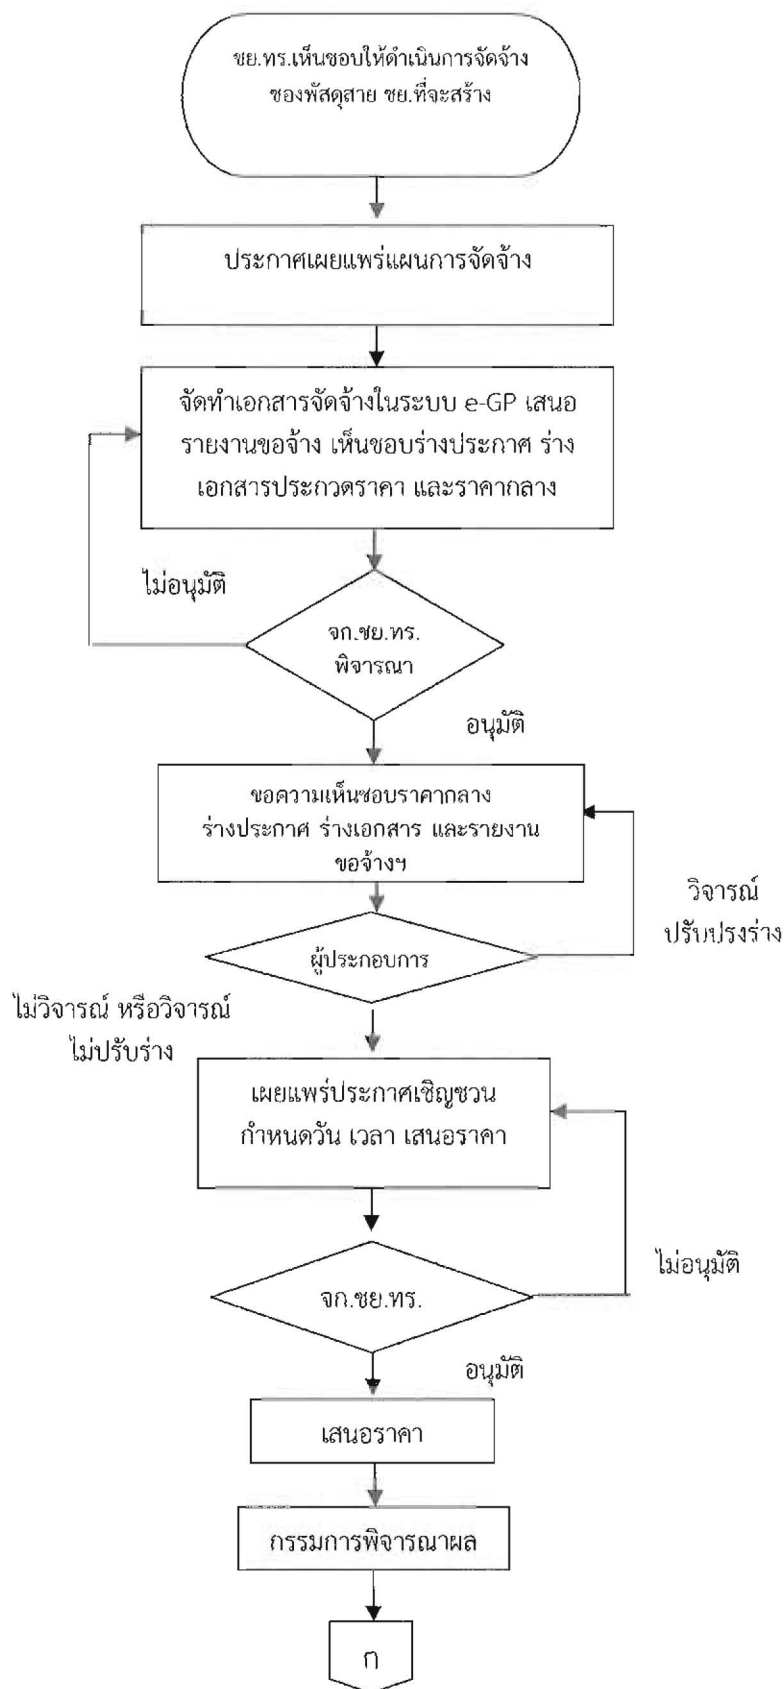 ชย.ทร.เห็นชอบให้ดำเนินการจัดจ้าง
ซองพัสดุสาย ชย.ที่จะสร้าง
ประกาศเผยแพร่แผนการจัดจ้าง
จัดทำเอกสารจัดจ้างในระบบ e-GP เสนอ
รายงานขอจ้าง เห็นชอบร่างประกาศ ร่าง
เอกสารประกวดราคา และราคากลาง
ไม่อนุมัติ
จก.ชย.ทร.
พิจารณา
อนุมัติ
ขอความเห็นชอบราคากลาง
ร่างประกาศ ร่างเอกสาร และรายงาน
ขอจ้างฯ
วิจารณ์
ปรับปรุงร่าง
ผู้ประกอบการ
ไม่วิจารณ์ หรือวิจารณ์
ไม่ปรับร่าง
เผยแพร่ประกาศเชิญชวน
กำหนดวัน เวลา เสนอราคา
ไม่อนุมัติ
จก.ชย.ทร.
อนุมัติ
เสนอราคา
กรรมการพิจารณาผล
ก